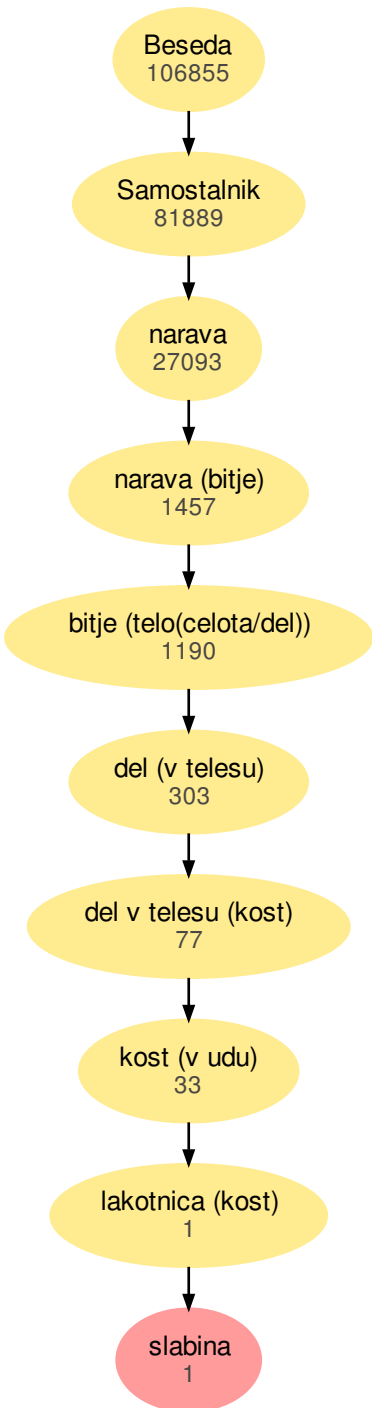 Beseda
106855
Samostalnik
81889
narava
27093
narava (bitje)
1457
bitje (telo(celota/del))
1190
del (v telesu)
303
del v telesu (kost)
77
kost (v udu)
33
lakotnica (kost)
1
slabina
1